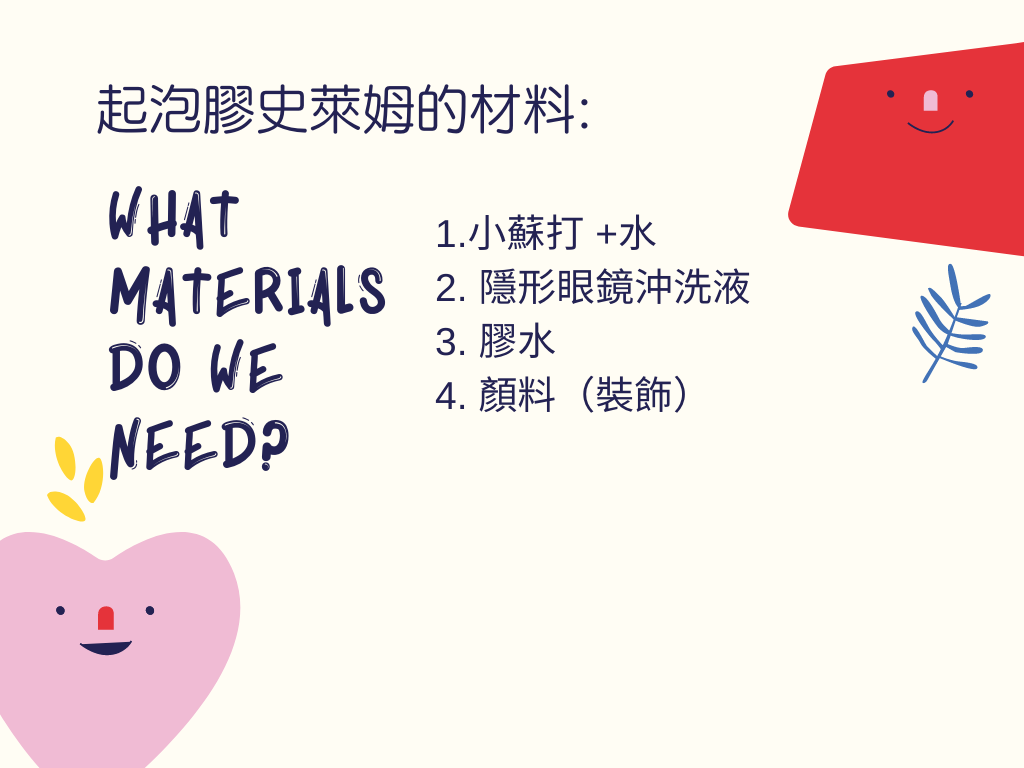 起泡膠史萊姆的材料:
WHAT
MATERIALS
DO WE
NEED?
1.小蘇打 +水
2. 隱形眼鏡沖洗液
3. 膠水
4. 顏料（裝飾）